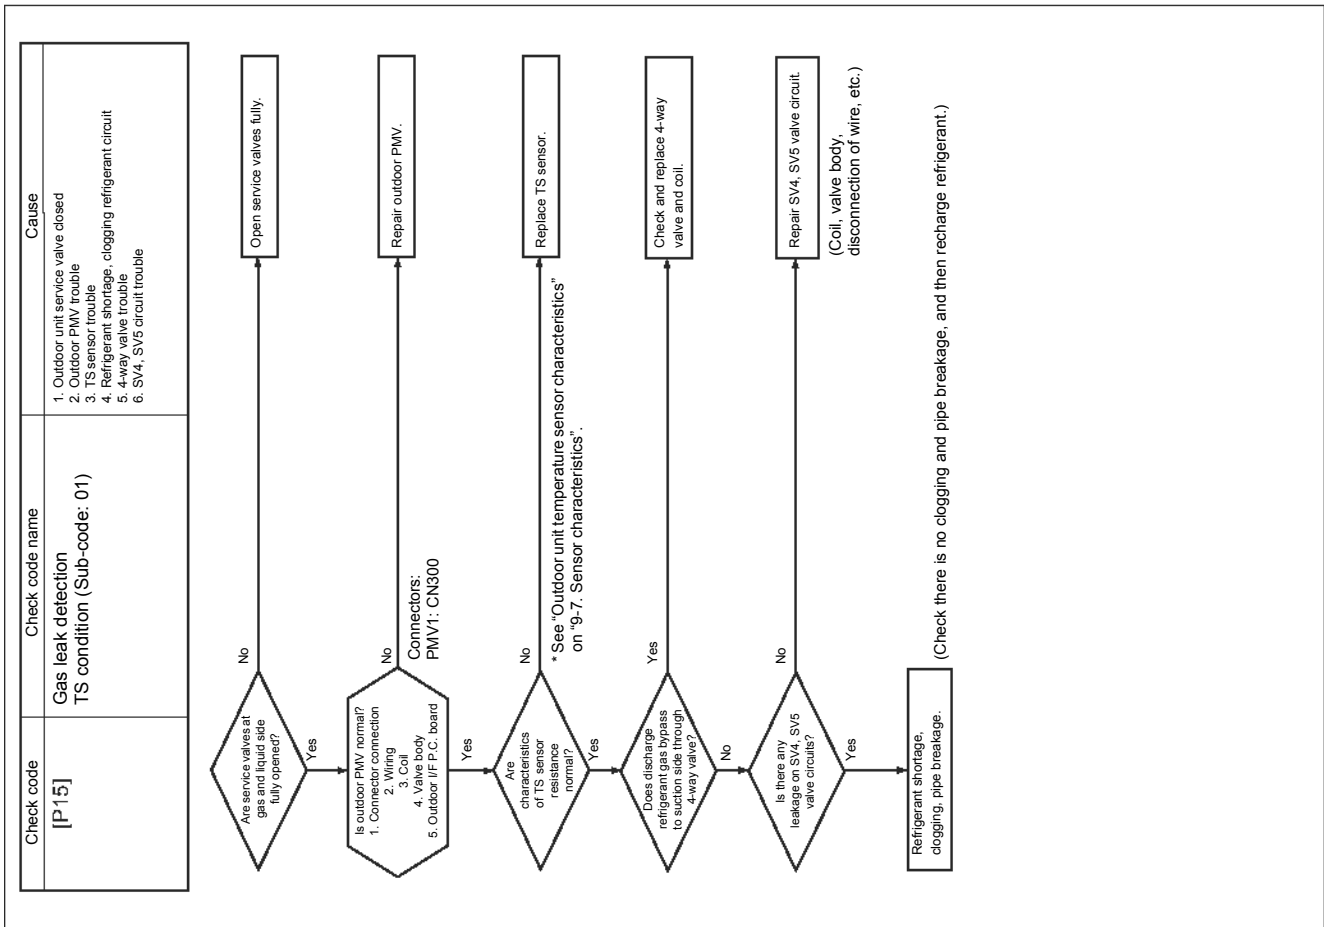 Check code
Check code name
Cause
[P15]
Gas leak detection
TS condition (Sub-code: 01)
1. Outdoor unit service valve closed
2. Outdoor PMV trouble
3. TS sensor trouble
4. Refrigerant shortage, clogging refrigerant circuit
5. 4-way valve trouble
6. SV4, SV5 circuit trouble
Are service valves at
gas and liquid side
fully opened?
No
Open service valves fully.
Yes
Is outdoor PMV normal?
1. Connector connection
2. Wiring
3. Coil
4. Valve body
5. Outdoor I/F P.C. board
No
Repair outdoor PMV.
Connectors:
PMV1: CN300
Yes
Are
characteristics
of TS sensor
resistance
normal?
No
Replace TS sensor.
* See “Outdoor unit temperature sensor characteristics”
on “9-7. Sensor characteristics”.
Yes
Does discharge
refrigerant gas bypass
to suction side through
4-way valve?
Yes
Check and replace 4-way
valve and coil.
No
Is there any
leakage on SV4, SV5
valve circuits?
No
Repair SV4, SV5 valve circuit.
(Coil, valve body,
disconnection of wire, etc.)
Yes
Refrigerant shortage,
clogging, pipe breakage.
(Check there is no clogging and pipe breakage, and then recharge refrigerant.)